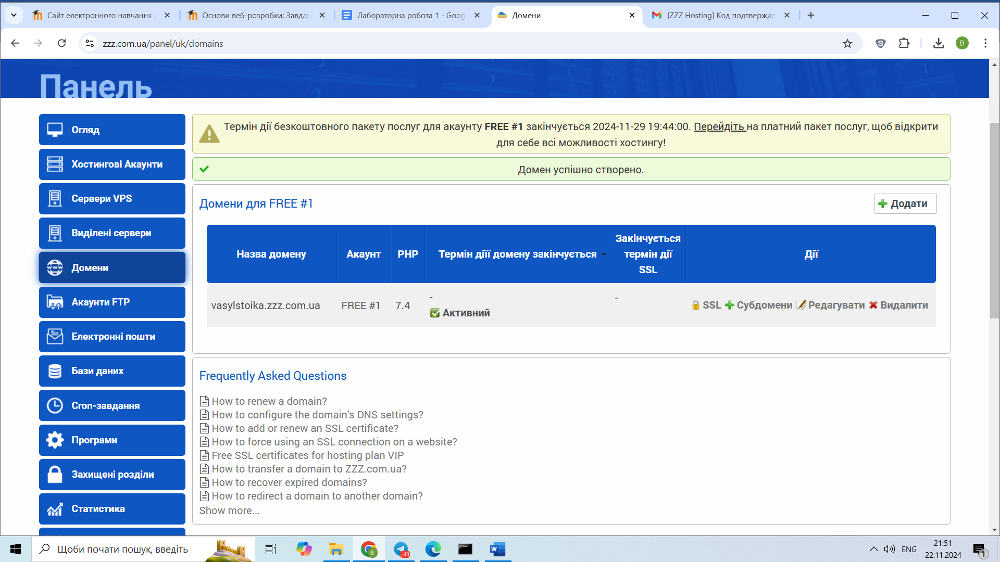 Сайт електронного навчання
Основи веб-розробки: Завдан
Лабораторна робота 1 - Goog
Домени
[ZZZ Hosting] Код подтвержде
zzz.com.ua/panel/uk/domains
S
B
Панель
Огляд
Хостингові Акаунти
Сервери VPS
Виділені сервери
Домени
Акаунти FTP
Електронні пошти
Бази даних
Cron-завдання
Програми
Захищені розділи
Статистика
Термін дії безкоштовного пакету послуг для акаунту FREE #1 закінчується 2024-11-29 19:44:00. Перейдіть на платний пакет послуг, щоб відкрити
для себе всі можливості хостингу!
Домен успішно створено.
Домени для FREE #1
Додати
Назва домену Акаунт PHP Термін діїї домену закінчується Закінчується термін дії SSL Дії
vasylstoika.zzz.com.ua FREE #1 7.4 - Активний - SSL Субдомени Редагувати Видалити
Frequently Asked Questions
How to renew a domain?
How to configure the domain’s DNS settings?
How to add or renew an SSL certificate?
How to force using an SSL connection on a website?
Free SSL certificates for hosting plan VIP
How to transfer a domain to ZZZ.com.ua?
How to recover expired domains?
How to redirect a domain to another domain?
Show more...
Щоби почати пошук, введіть
..43
ENG
21:51
22.11.2024
1